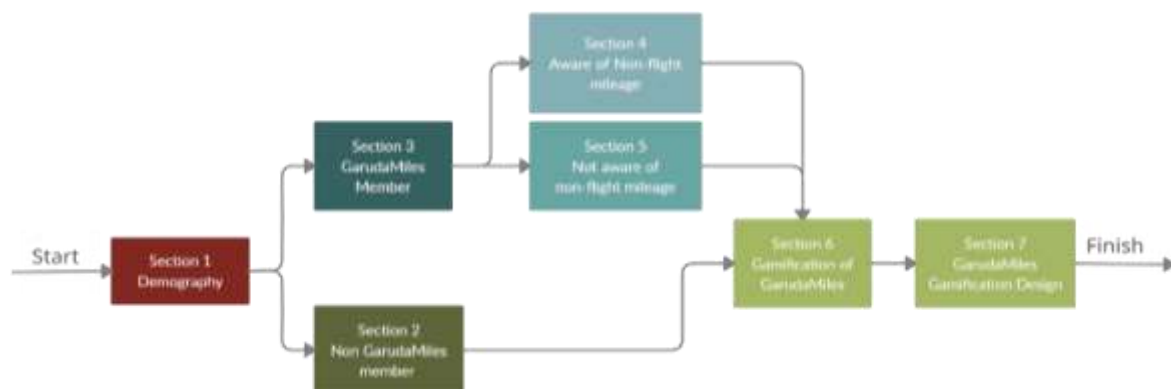 Section 4
Aware of Non-flight
mileage
Section 3
GarudaMiles
Member
Section 5
Not aware of
non-flight mileage
Start
Section 1
Demography
Section 6
Gamification of
GarudaMiles
Section 7
GarudaMiles
Gamification Design
Finish
Section 2
Non GarudaMiles
member